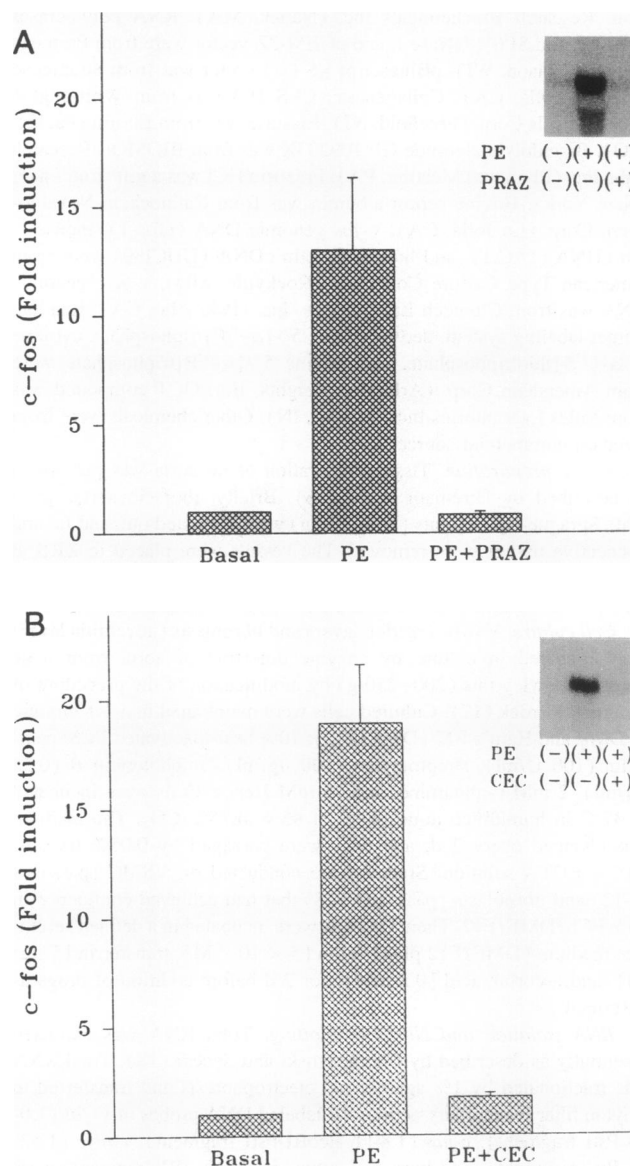 A
c-fos (Fold induction)
20
15
10
5
0
Basal PE PE+PRAZ
PE (-)(+)(+)
PRAZ (-)(-)(+)
B
c-fos (Fold induction)
20
15
10
5
0
Basal PE PE+CEC
PE (-)(+)(+)
CEC (-)(-)(+)